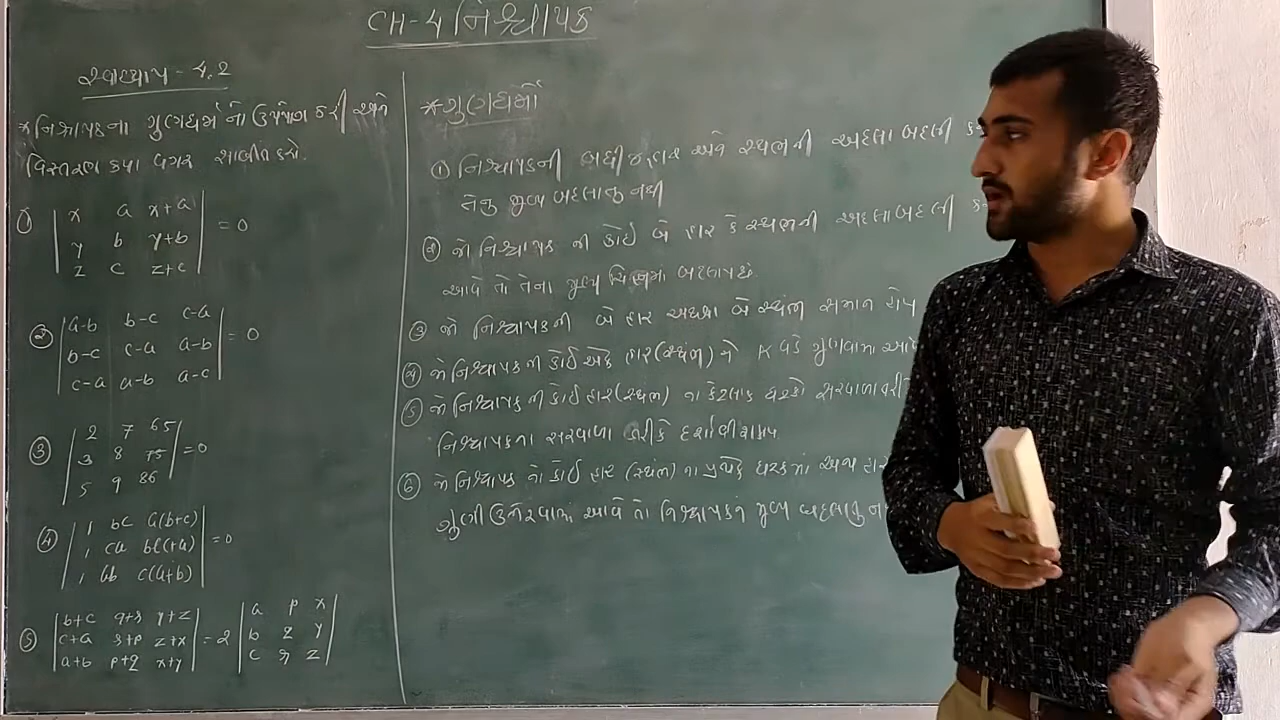 CH-4 નિશ્ચાયક
સ્વાધ્યાય - 4.2
* નિશ્ચાયકના ગુણધર્મો નો ઉપયોગ કરી અને
વિસ્તરણ કર્યા વગર સાબીત કરો.
1) | x a x+a |
| y b y+b | = 0
| z c z+c |
② | a-b b-c c-a |
| b-c c-a a-b | = 0
| c-a a-b a-c |
③ | 2 7 65 |
| 3 8 75 | = 0
| 5 9 86 |
④ | 1 bc a(b+c) |
| 1 ca b(c+a) | = 0
| 1 ab c(a+b) |
⑤ | b+c q+r y+z | | a p x |
| c+a r+p z+x | = 2 | b q y |
| a+b p+q x+y | | c r z |
* ગુણધર્મો
① નિશ્ચાયકની બધી હાર અને સ્થંભની અદલાબદલી
તેનુ મુલ્ય બદલાતુ નથી
② જો નિશ્ચાયક ની કોઈ બે હાર કે સ્થંભની અદલાબદલી
આવે તો તેના મુલ્ય ચિહ્નમાં બદલાય છે.
③ જો નિશ્ચાયકની બે હાર અથવા બે સ્થંભ સમાન હોય
④ જો નિશ્ચાયક ની કોઈ એક હાર (સ્થંભ) ને K વડે ગુણવામાં
⑤ જો નિશ્ચાયક ની કોઈ હાર (સ્થંભ) ના કેટલાક ઘટકો સરવાળા
નિશ્ચાયકના સરવાળા તરીકે દર્શાવી શકાય.
⑥ જો નિશ્ચાયક ની કોઈ હાર (સ્થંભ) ના પ્રત્યેક ઘટકમાં અન્ય
ગુણી ઉમેરવામાં આવે તો નિશ્ચાયકનુ મુલ્ય બદલાતુ